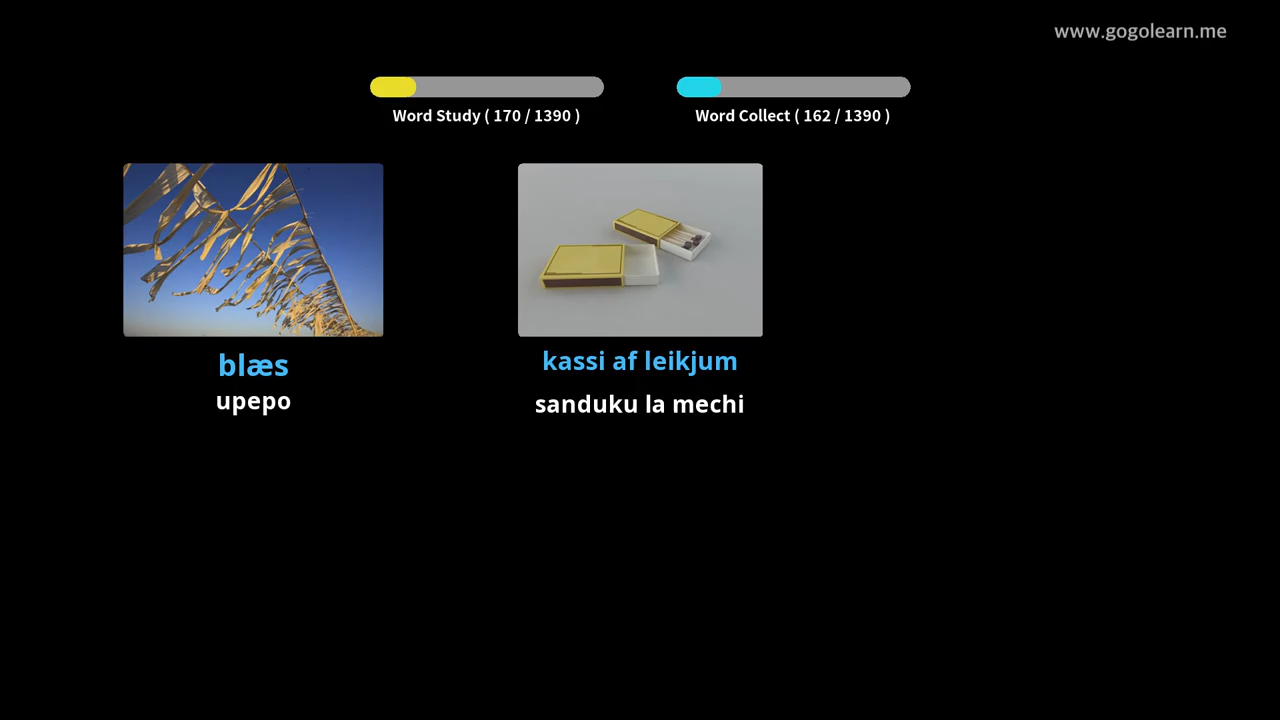 www.gogolearn.me
Word Study ( 170 / 1390 )
Word Collect ( 162 / 1390 )
blæs
upepo
kassi af leikjum
sanduku la mechi